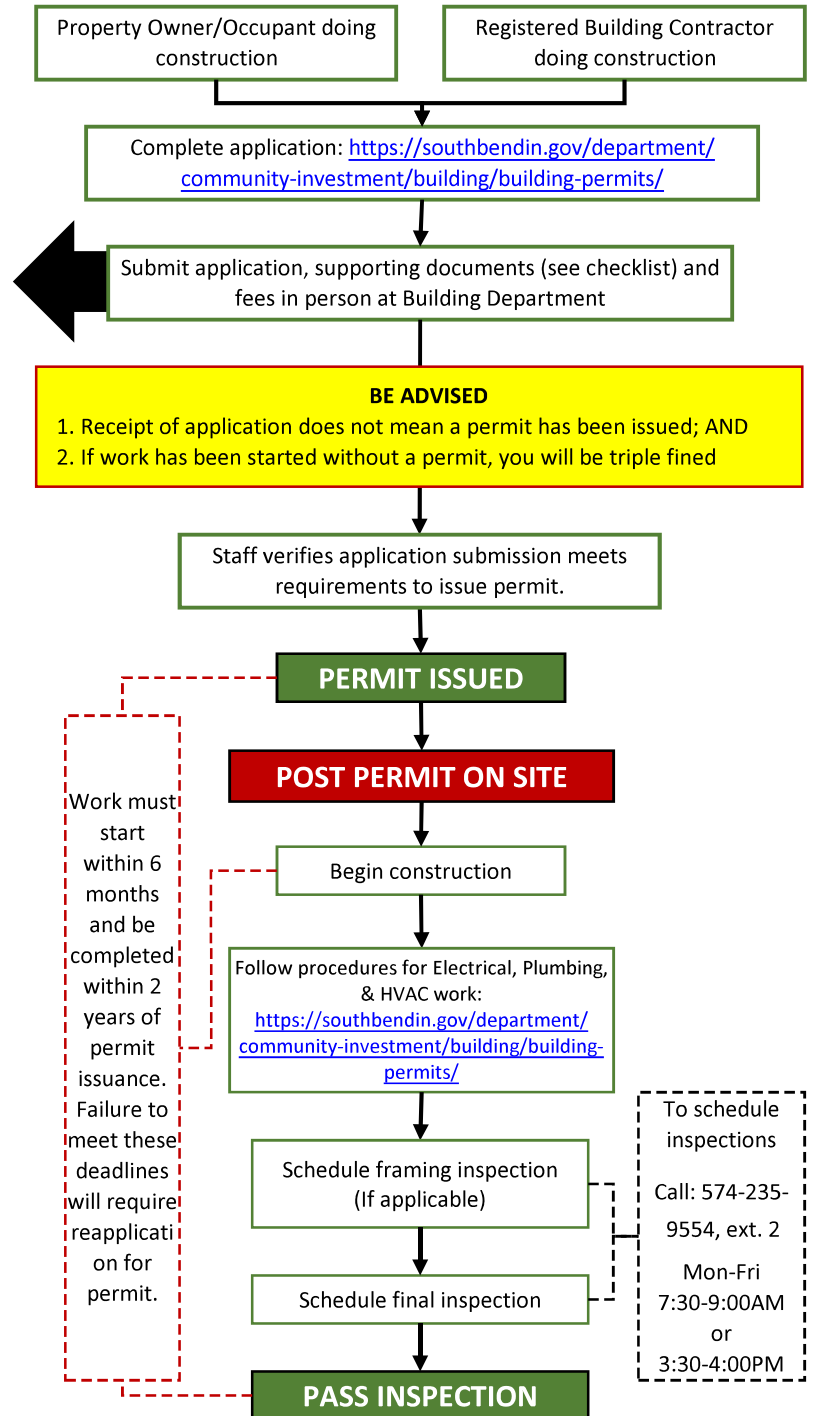 Property Owner/Occupant doing
construction
Registered Building Contractor
doing construction
Complete application: https://southbendin.gov/department/
community-investment/building/building-permits/
Submit application, supporting documents (see checklist) and
fees in person at Building Department
BE ADVISED
1. Receipt of application does not mean a permit has been issued; AND
2. If work has been started without a permit, you will be triple fined
Staff verifies application submission meets
requirements to issue permit.
PERMIT ISSUED
POST PERMIT ON SITE
Work must
start
within 6
months
and be
completed
within 2
years of
permit
issuance.
Failure to
meet these
deadlines
will require
reapplicati
on for
permit.
Begin construction
Follow procedures for Electrical, Plumbing,
& HVAC work:
https://southbendin.gov/department/
community-investment/building/building-
permits/
Schedule framing inspection
(If applicable)
Schedule final inspection
To schedule
inspections
Call: 574-235-
9554, ext. 2
Mon-Fri
7:30-9:00AM
or
3:30-4:00PM
PASS INSPECTION